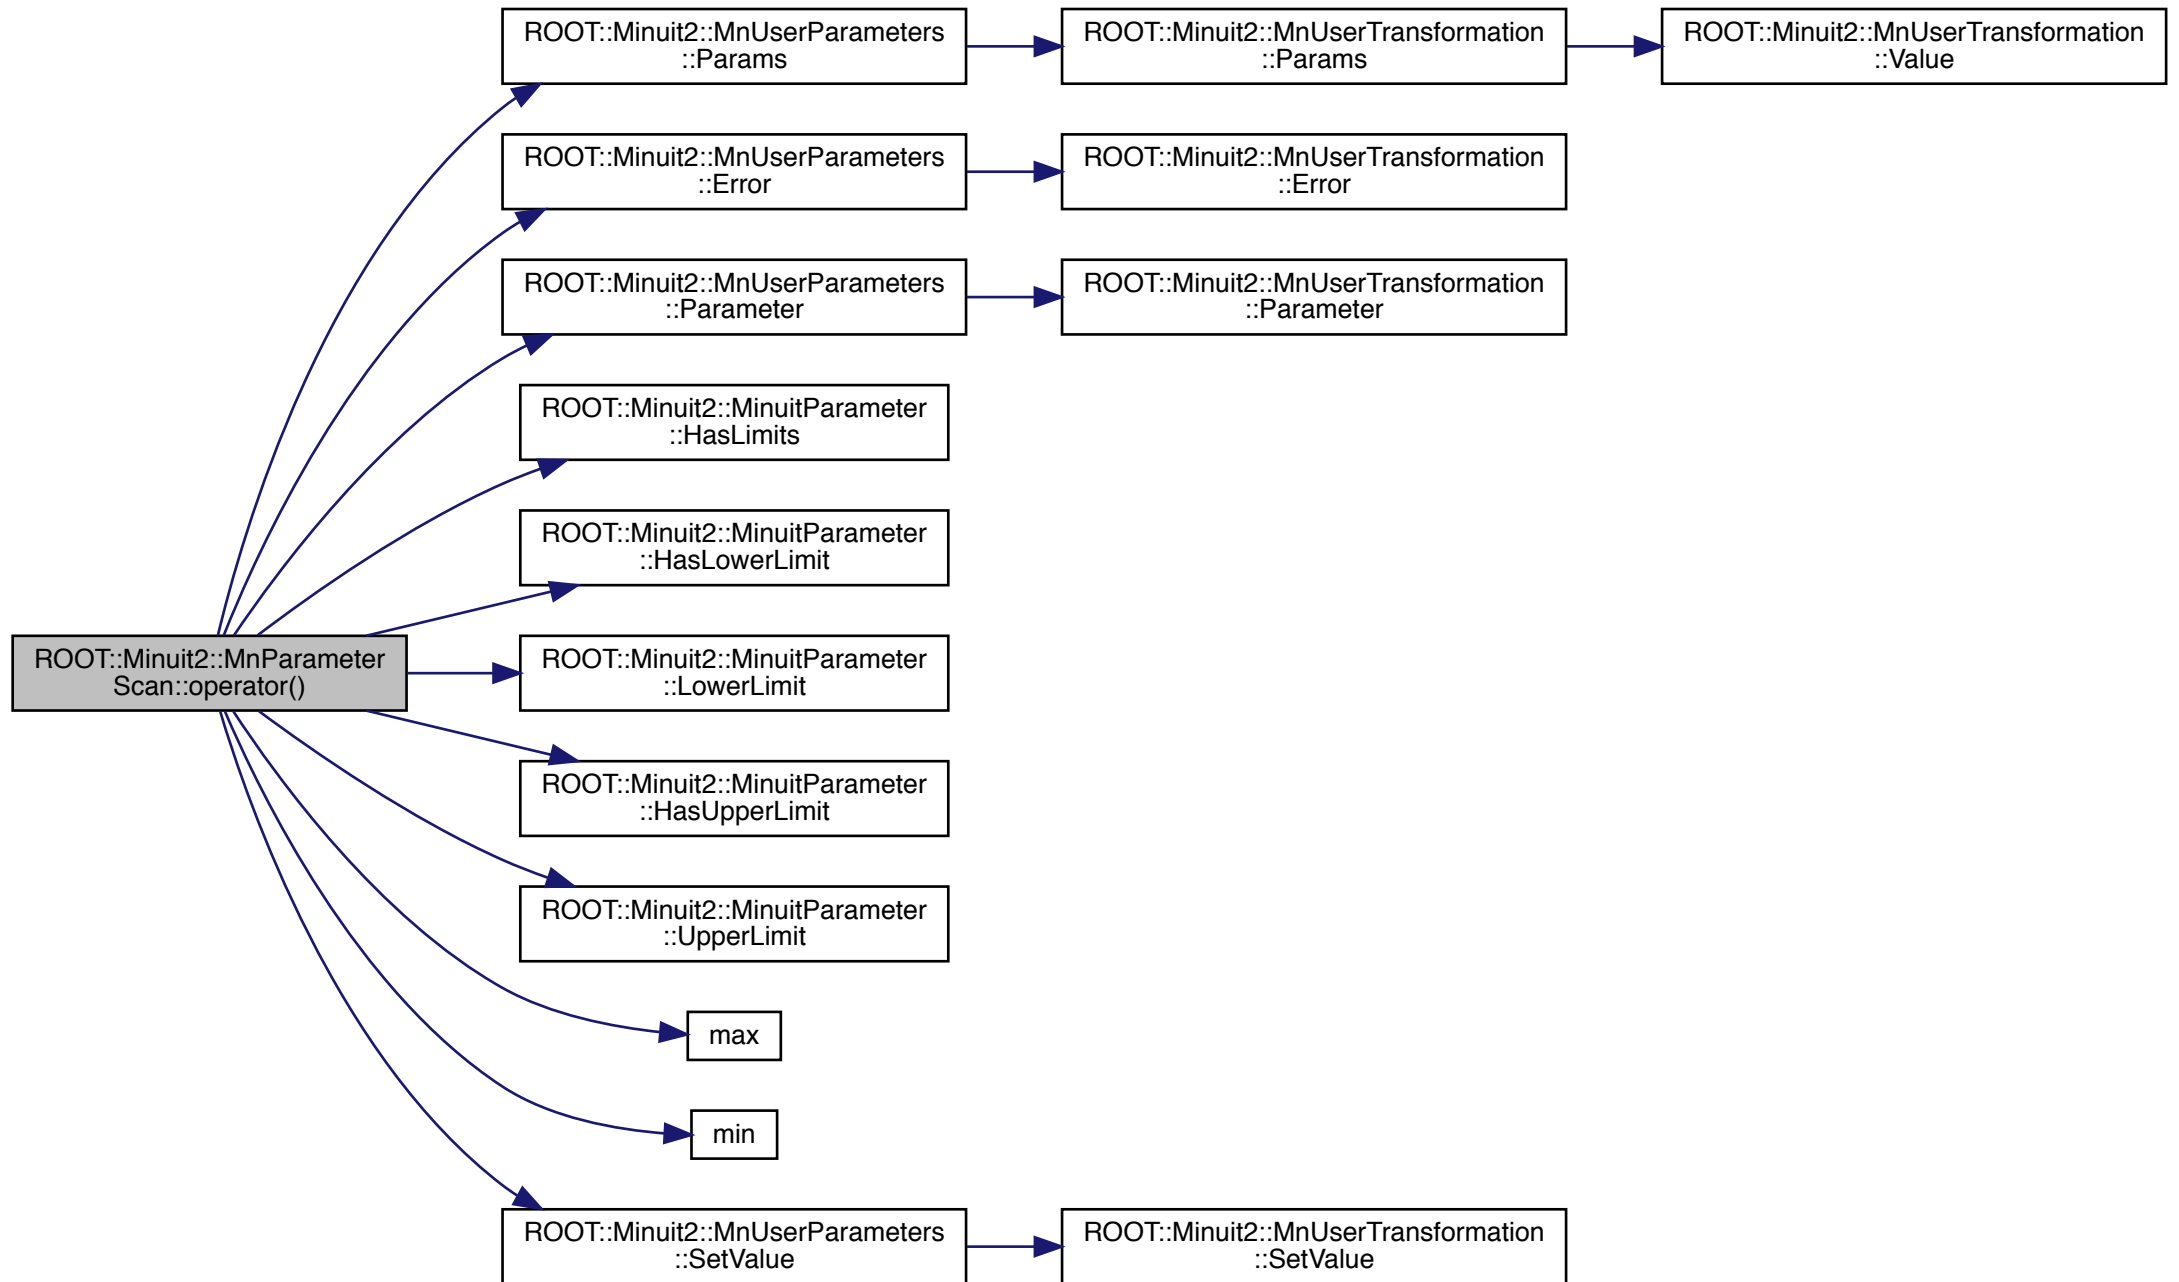 ROOT::Minuit2::MnUserParameters
::Params
ROOT::Minuit2::MnUserTransformation
::Params
ROOT::Minuit2::MnUserTransformation
::Value
ROOT::Minuit2::MnUserParameters
::Error
ROOT::Minuit2::MnUserTransformation
::Error
ROOT::Minuit2::MnUserParameters
::Parameter
ROOT::Minuit2::MnUserTransformation
::Parameter
ROOT::Minuit2::MinuitParameter
::HasLimits
ROOT::Minuit2::MinuitParameter
::HasLowerLimit
ROOT::Minuit2::MnParameter
Scan::operator()
ROOT::Minuit2::MinuitParameter
::LowerLimit
ROOT::Minuit2::MinuitParameter
::HasUpperLimit
ROOT::Minuit2::MinuitParameter
::UpperLimit
max
min
ROOT::Minuit2::MnUserParameters
::SetValue
ROOT::Minuit2::MnUserTransformation
::SetValue